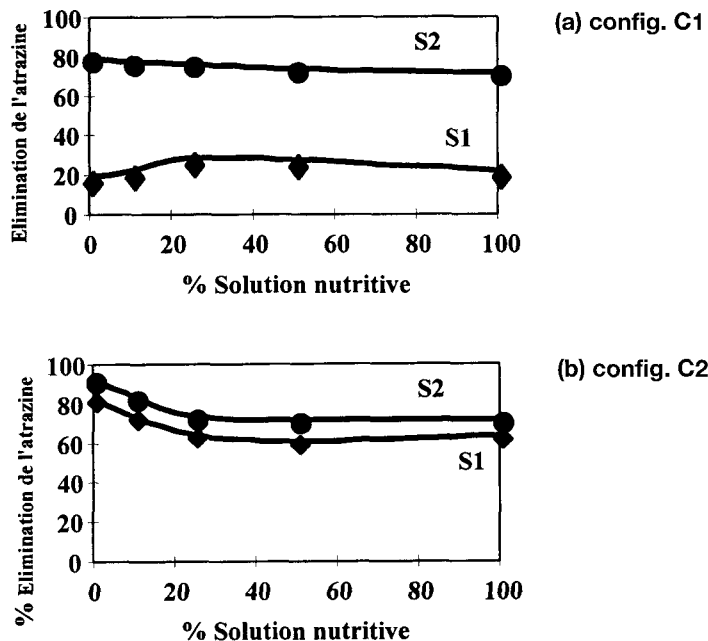 (a) config. C1
Elimination de l'atrazine
100
80
60
40
20
0
S2
S1
0 20 40 60 80 100
% Solution nutritive
(b) config. C2
% Elimination de l'atrazine
100
80
60
40
20
0
S2
S1
0 20 40 60 80 100
% Solution nutritive